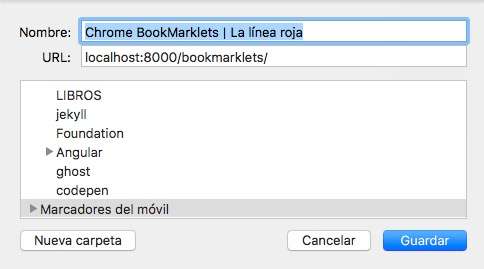 Nombre: Chrome BookMarklets | La línea roja
URL: localhost:8000/bookmarklets/
LIBROS
jekyll
Foundation
Angular
ghost
codepen
Marcadores del móvil
Nueva carpeta Cancelar Guardar